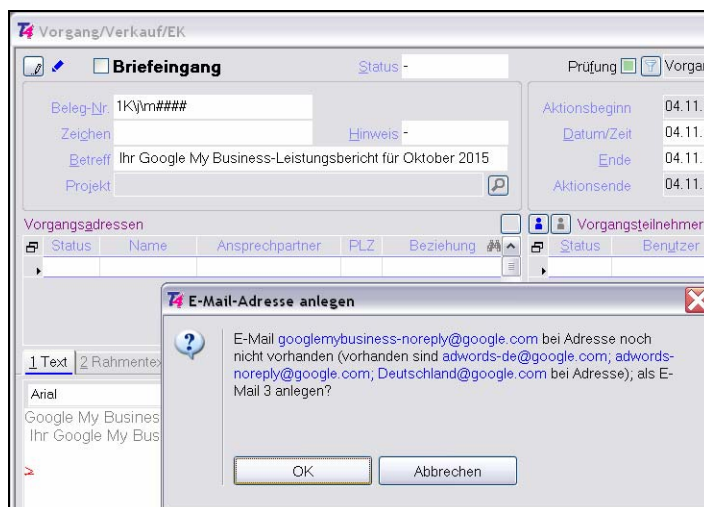 T4 Vorgang/Verkauf/EK
Briefeingang
Status -
Prüfung
Beleg-Nr. 1K\j\m####
Aktionsbeginn 04.11.
Zeichen
Hinweis -
Datum/Zeit 04.11.
Betreff Ihr Google My Business-Leistungsbericht für Oktober 2015
Ende 04.11.
Projekt
Aktionsende 04.11.
Vorgangsadressen
Vorgangsteilnehmer
Status Name Ansprechpartner PLZ Beziehung
Status Benutzer
T4 E-Mail-Adresse anlegen
E-Mail googlemybusiness-noreply@google.com bei Adresse noch
nicht vorhanden (vorhanden sind adwords-de@google.com; adwords-
noreply@google.com; Deutschland@google.com bei Adresse); als E-
Mail 3 anlegen?
OK
Abbrechen
1 Text 2 Rahmentex
Arial
Google My Busines
Ihr Google My Bus
>